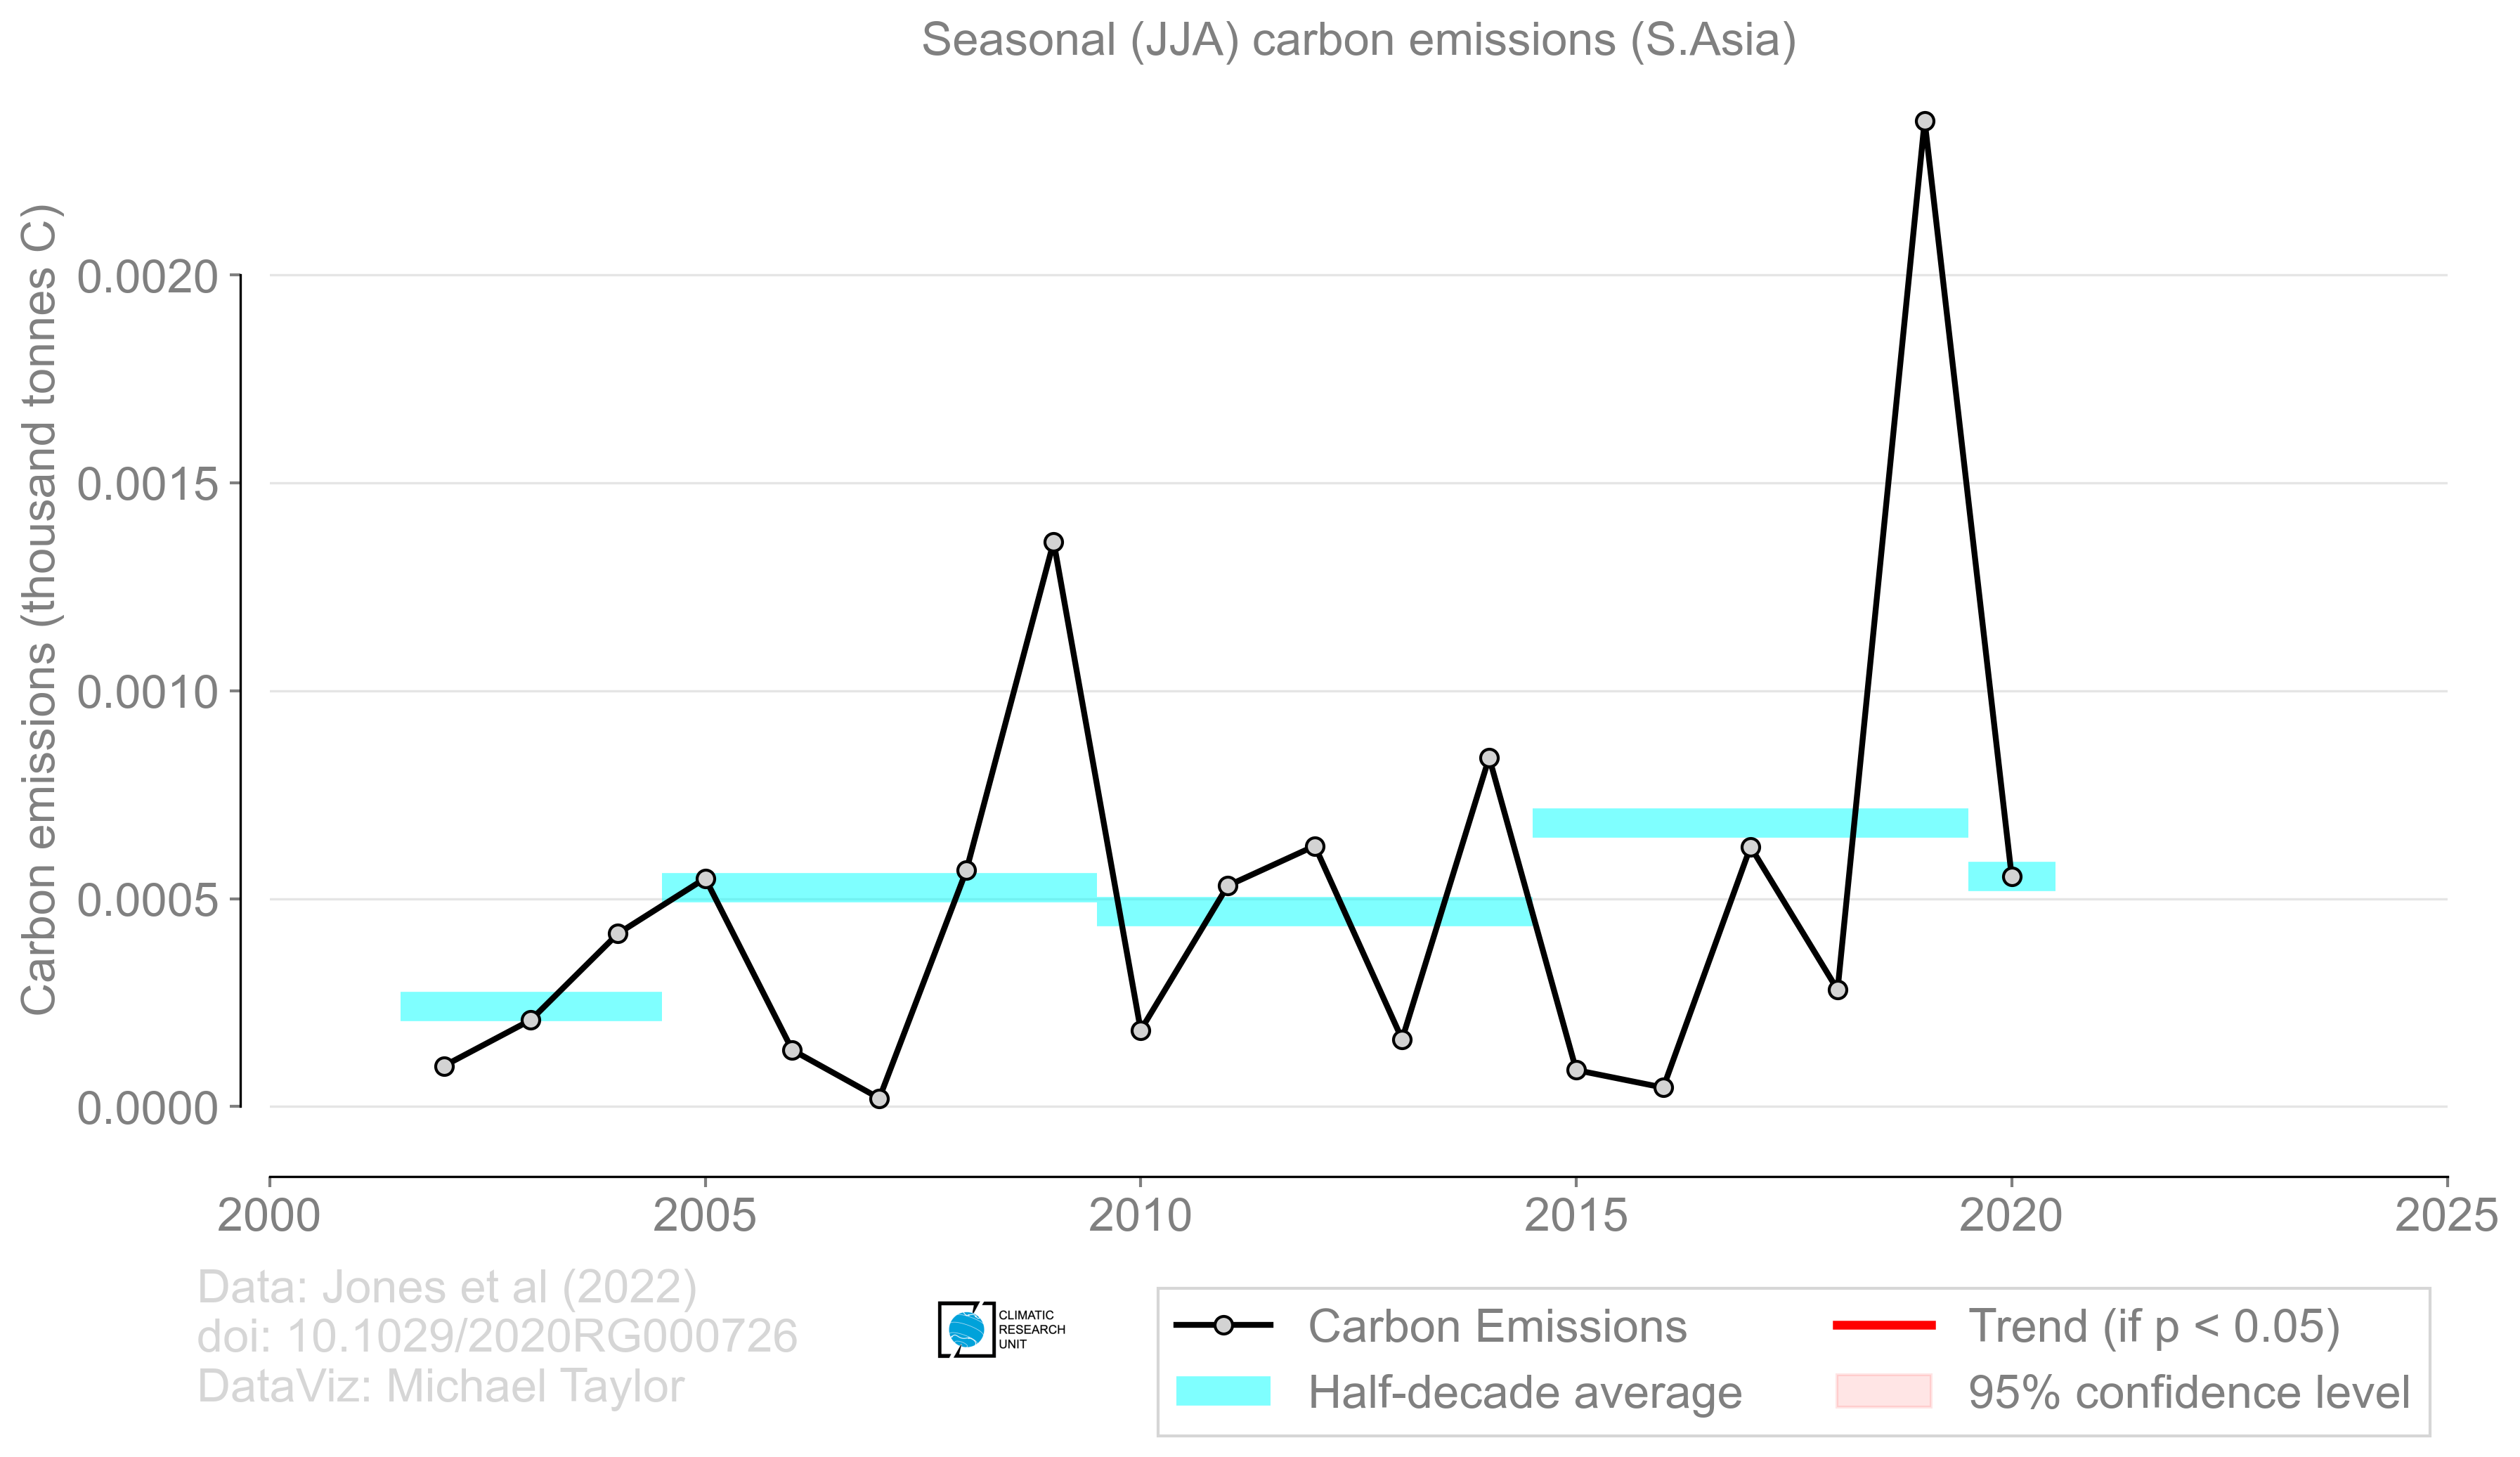 Seasonal (JJA) carbon emissions (S.Asia)
Carbon emissions (thousand tonnes C)
0.0020
0.0015
0.0010
0.0005
0.0000
2000 2005 2010 2015 2020 2025
Data: Jones et al (2022)
doi: 10.1029/2020RG000726
DataViz: Michael Taylor
CLIMATIC
RESEARCH
UNIT
Carbon Emissions
Half-decade average
Trend (if p < 0.05)
95% confidence level